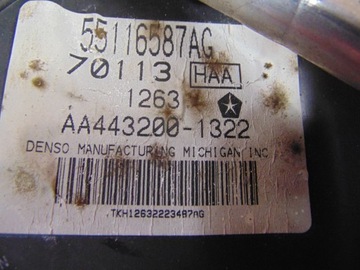 55116587AG
70113 HAA
1263
AA443200-1322
DENSO MANUFACTURING MICHIGAN INC.
TKH12632223487AG